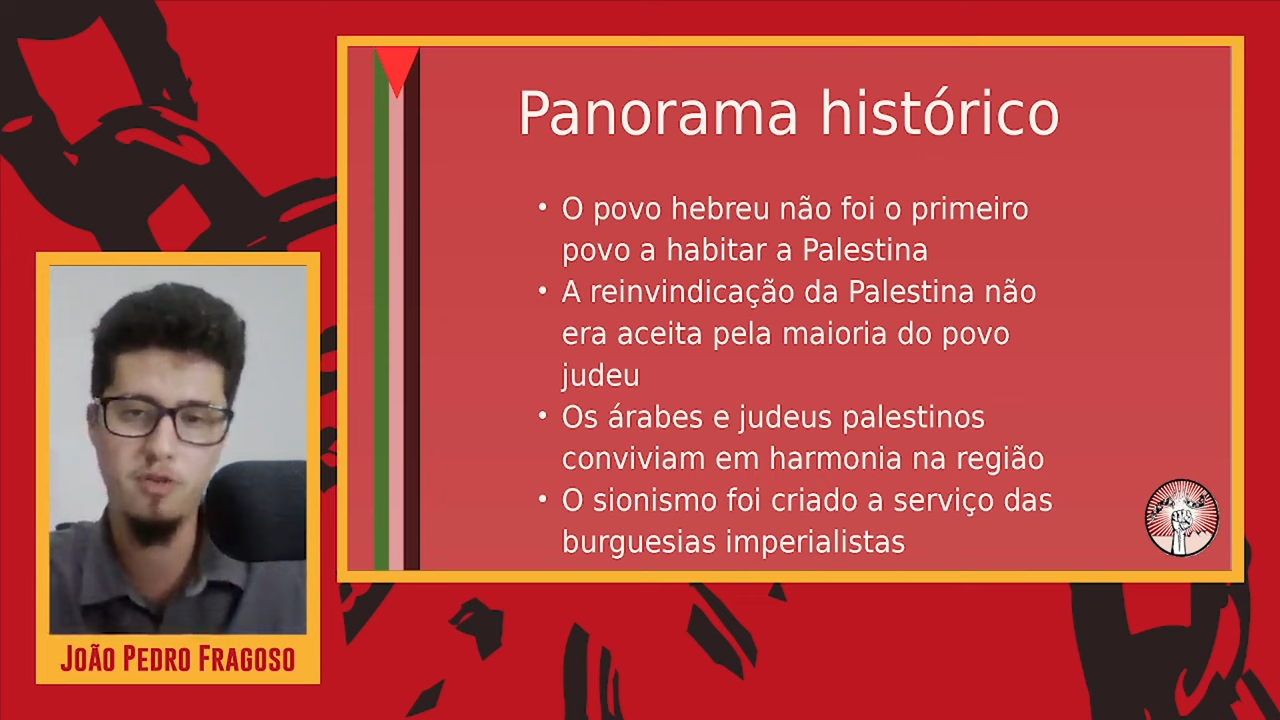 Panorama histórico
• O povo hebreu não foi o primeiro
povo a habitar a Palestina
• A reinvindicação da Palestina não
era aceita pela maioria do povo
judeu
• Os árabes e judeus palestinos
conviviam em harmonia na região
• O sionismo foi criado a serviço das
burguesias imperialistas
JOÃO PEDRO FRAGOSO